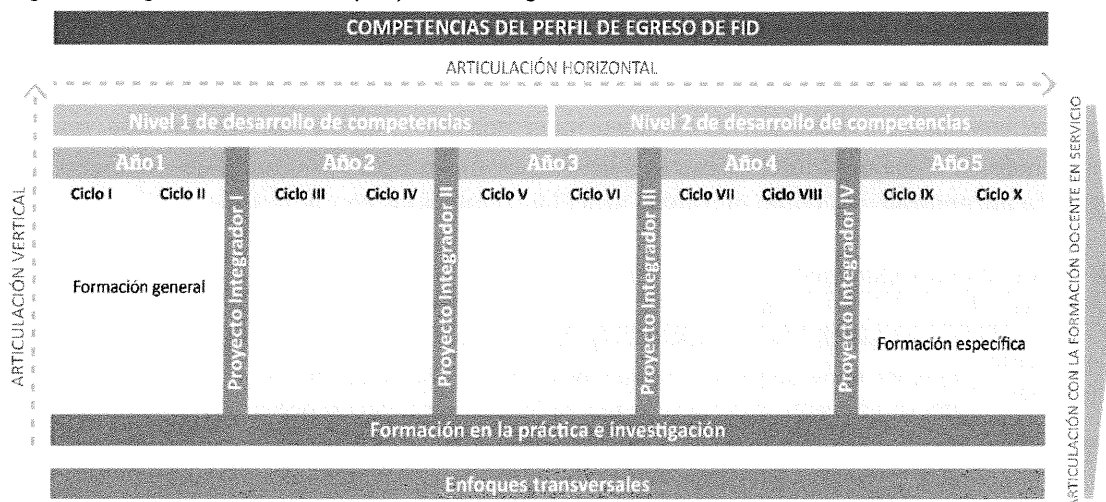 COMPETENCIAS DEL PERFIL DE EGRESO DE FID
ARTICULACIÓN HORIZONTAL
Nivel 1 de desarrollo de competencias
Nivel 2 de desarrollo de competencias
Año 1
Año 2
Año 3
Año 4
Año 5
Ciclo I
Ciclo II
Ciclo III
Ciclo IV
Ciclo V
Ciclo VI
Ciclo VII
Ciclo VIII
Ciclo IX
Ciclo X
ARTICULACIÓN VERTICAL
Formación general
Proyecto Integrador I
Proyecto Integrador II
Proyecto Integrador III
Proyecto Integrador IV
Formación específica
ARTICULACIÓN CON LA FORMACIÓN DOCENTE EN SERVICIO
Formación en la práctica e investigación
Enfoques transversales